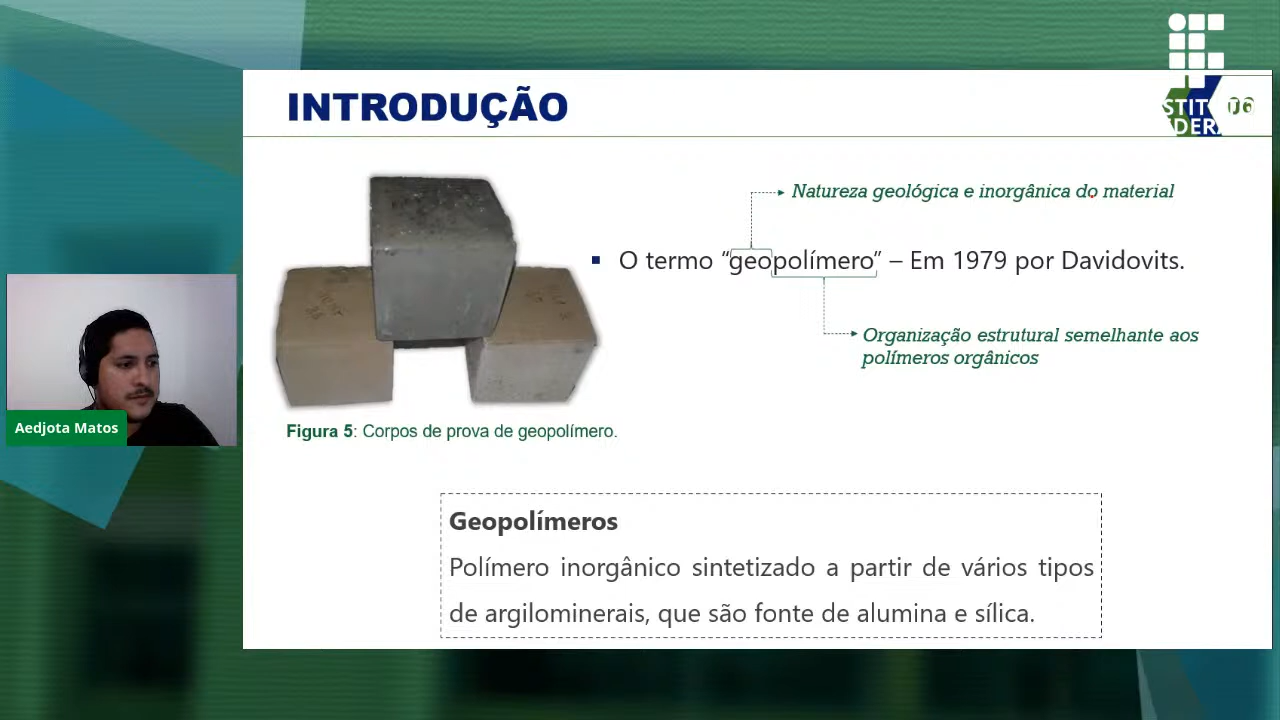 INTRODUÇÃO
Natureza geológica e inorgânica do material
▪ O termo “geopolímero” – Em 1979 por Davidovits.
Organização estrutural semelhante aos
polímeros orgânicos
Aedjota Matos
Figura 5: Corpos de prova de geopolímero.
Geopolímeros
Polímero inorgânico sintetizado a partir de vários tipos
de argilominerais, que são fonte de alumina e sílica.